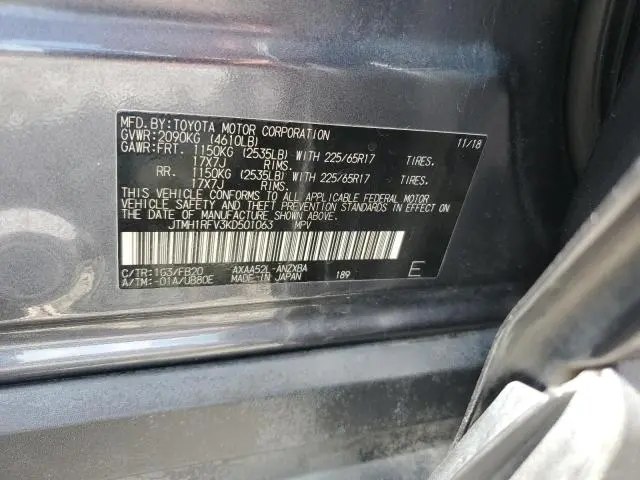 MFD.BY:TOYOTA MOTOR CORPORATION 11/18
GVWR:2090KG (4610LB)
GAWR:FRT. 1150KG (2535LB) WITH 225/65R17 TIRES.
17X7J RIMS.
RR. 1150KG (2535LB) WITH 225/65R17 TIRES.
17X7J RIMS.
THIS VEHICLE CONFORMS TO ALL APPLICABLE FEDERAL MOTOR
VEHICLE SAFETY AND THEFT PREVENTION STANDARDS IN EFFECT ON
THE DATE OF MANUFACTURE SHOWN ABOVE.
JTMH1RFV3KD501063 MPV
C/TR:1G3/FB20 AXAA52L-ANZXBA
A/TM:-01A/UB80E MADE-IN JAPAN 189 E